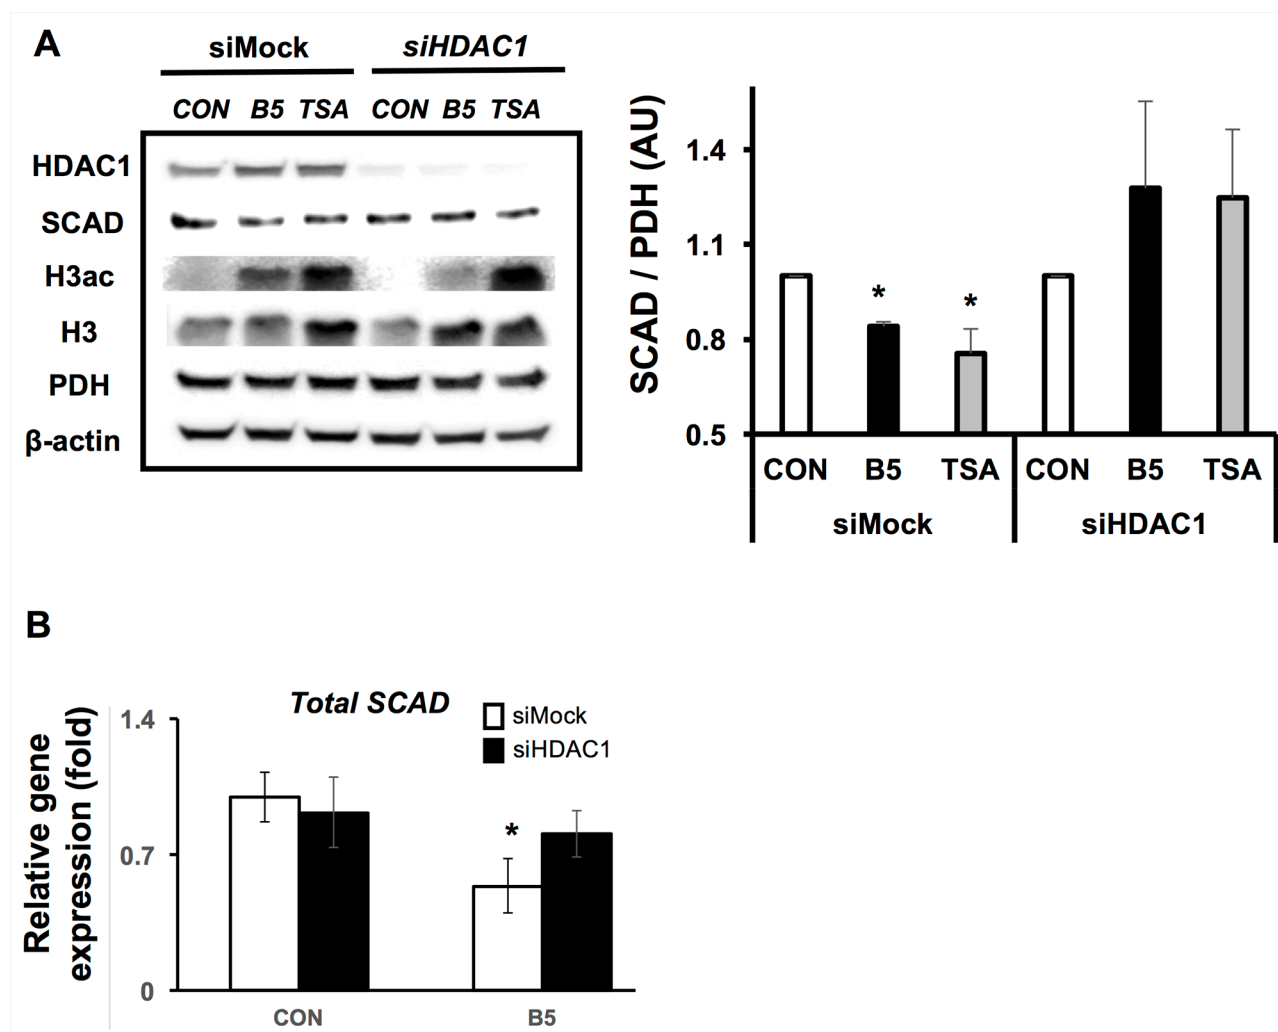 A
siMock siHDAC1
CON B5 TSA CON B5 TSA
HDAC1
SCAD
H3ac
H3
PDH
β-actin
SCAD / PDH (AU)
1.4
1.1
0.8
0.5
* *
CON B5 TSA CON B5 TSA
siMock siHDAC1
B
Total SCAD
siMock
siHDAC1
Relative gene
expression (fold)
1.4
0.7
0
*
CON B5